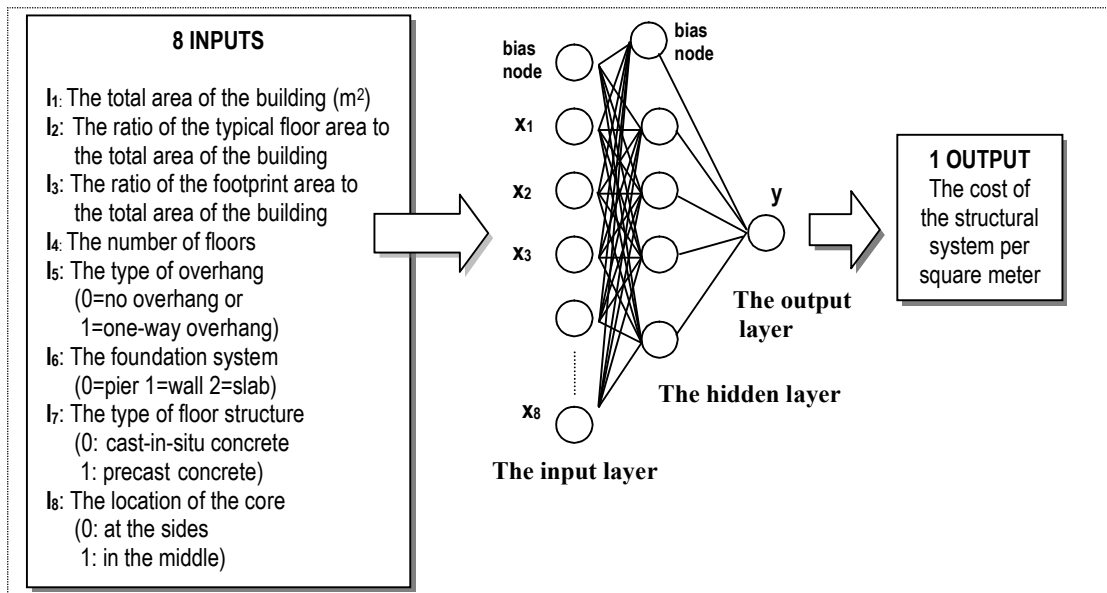 8 INPUTS
I1: The total area of the building (m2)
I2: The ratio of the typical floor area to
the total area of the building
I3: The ratio of the footprint area to
the total area of the building
I4: The number of floors
I5: The type of overhang
(0=no overhang or
1=one-way overhang)
I6: The foundation system
(0=pier 1=wall 2=slab)
I7: The type of floor structure
(0: cast-in-situ concrete
1: precast concrete)
I8: The location of the core
(0: at the sides
1: in the middle)
bias
node
x1
x2
x3
x8
The input layer
bias
node
The hidden layer
y
The output
layer
1 OUTPUT
The cost of
the structural
system per
square meter